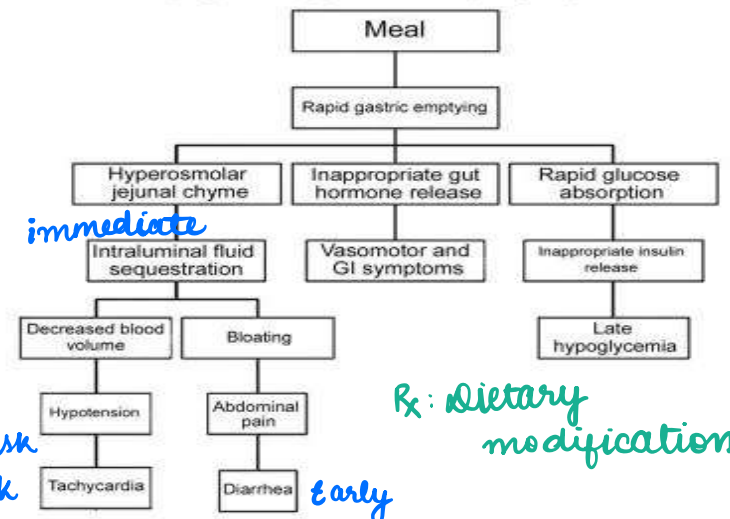 Meal
Rapid gastric emptying
Hyperosmolar
jejunal chyme
Inappropriate gut
hormone release
Rapid glucose
absorption
immediate
Intraluminal fluid
sequestration
Vasomotor and
GI symptoms
Inappropriate insulin
release
Decreased blood
volume
Bloating
Late
hypoglycemia
Hypotension
Abdominal
pain
Rx: Dietary
modification
Tachycardia
Diarrhea
Early